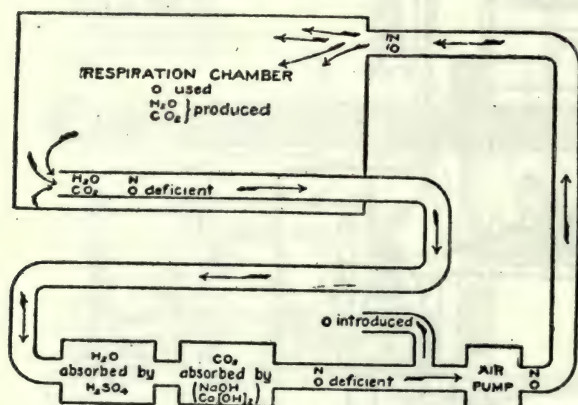 N
O
RESPIRATION CHAMBER
O used
H₂O
CO₂ } produced
H₂O N
CO₂ O deficient
O introduced
H₂O
absorbed by
H₂SO₄
CO₂
absorbed by
(NaOH
Ca[OH]₂)
N
O deficient
AIR
PUMP
N
O